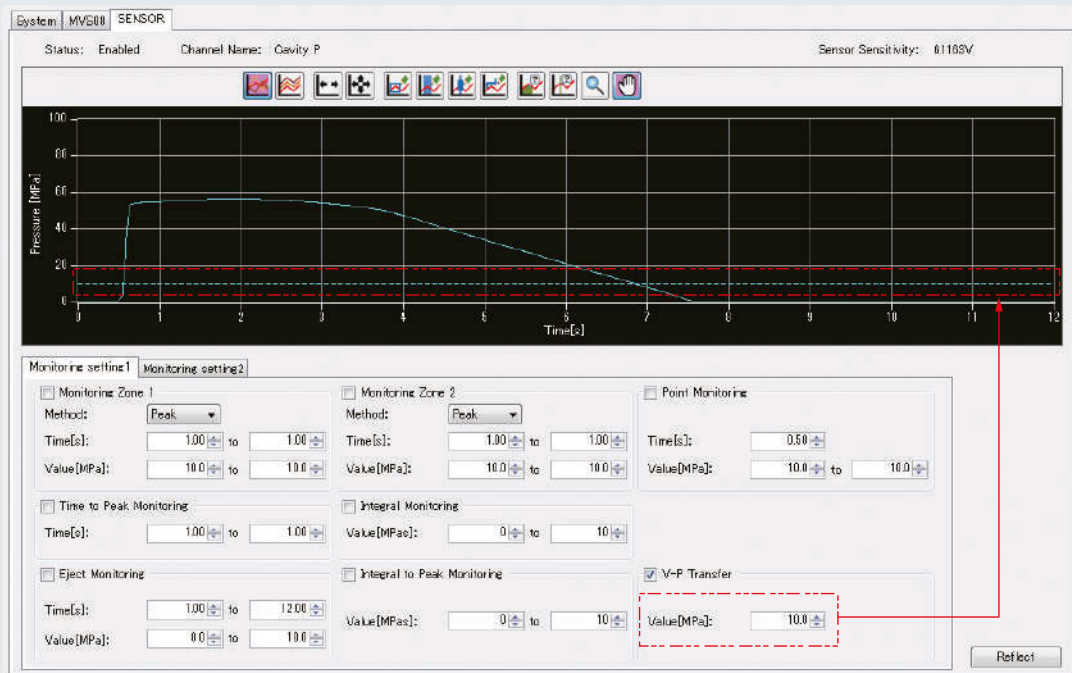 System MVS08 SENSOR
Status: Enabled Channel Name: Cavity P Sensor Sensitivity: 61169V
100
80
60
40
20
0
Pressure [MPa]
0 1 2 3 4 5 6 7 8 9 10 11 12
Time[s]
Monitoring setting1 Monitoring setting2
Monitoring Zone 1 Monitoring Zone 2 Point Monitoring
Method: Peak Method: Peak
Time[s]: 1.00 to 1.00 Time[s]: 1.00 to 1.00 Time[s]: 0.50
Value[MPa]: 10.0 to 10.0 Value[MPa]: 10.0 to 10.0 Value[MPa]: 10.0 to 10.0
Time to Peak Monitoring Integral Monitoring
Time[s]: 1.00 to 1.00 Value[MPas]: 0 to 10
Eject Monitoring Integral to Peak Monitoring V-P Transfer
Time[s]: 1.00 to 12.00 Value[MPas]: 0 to 10 Value[MPa]: 10.0
Value[MPa]: 0.0 to 10.0
Reflect